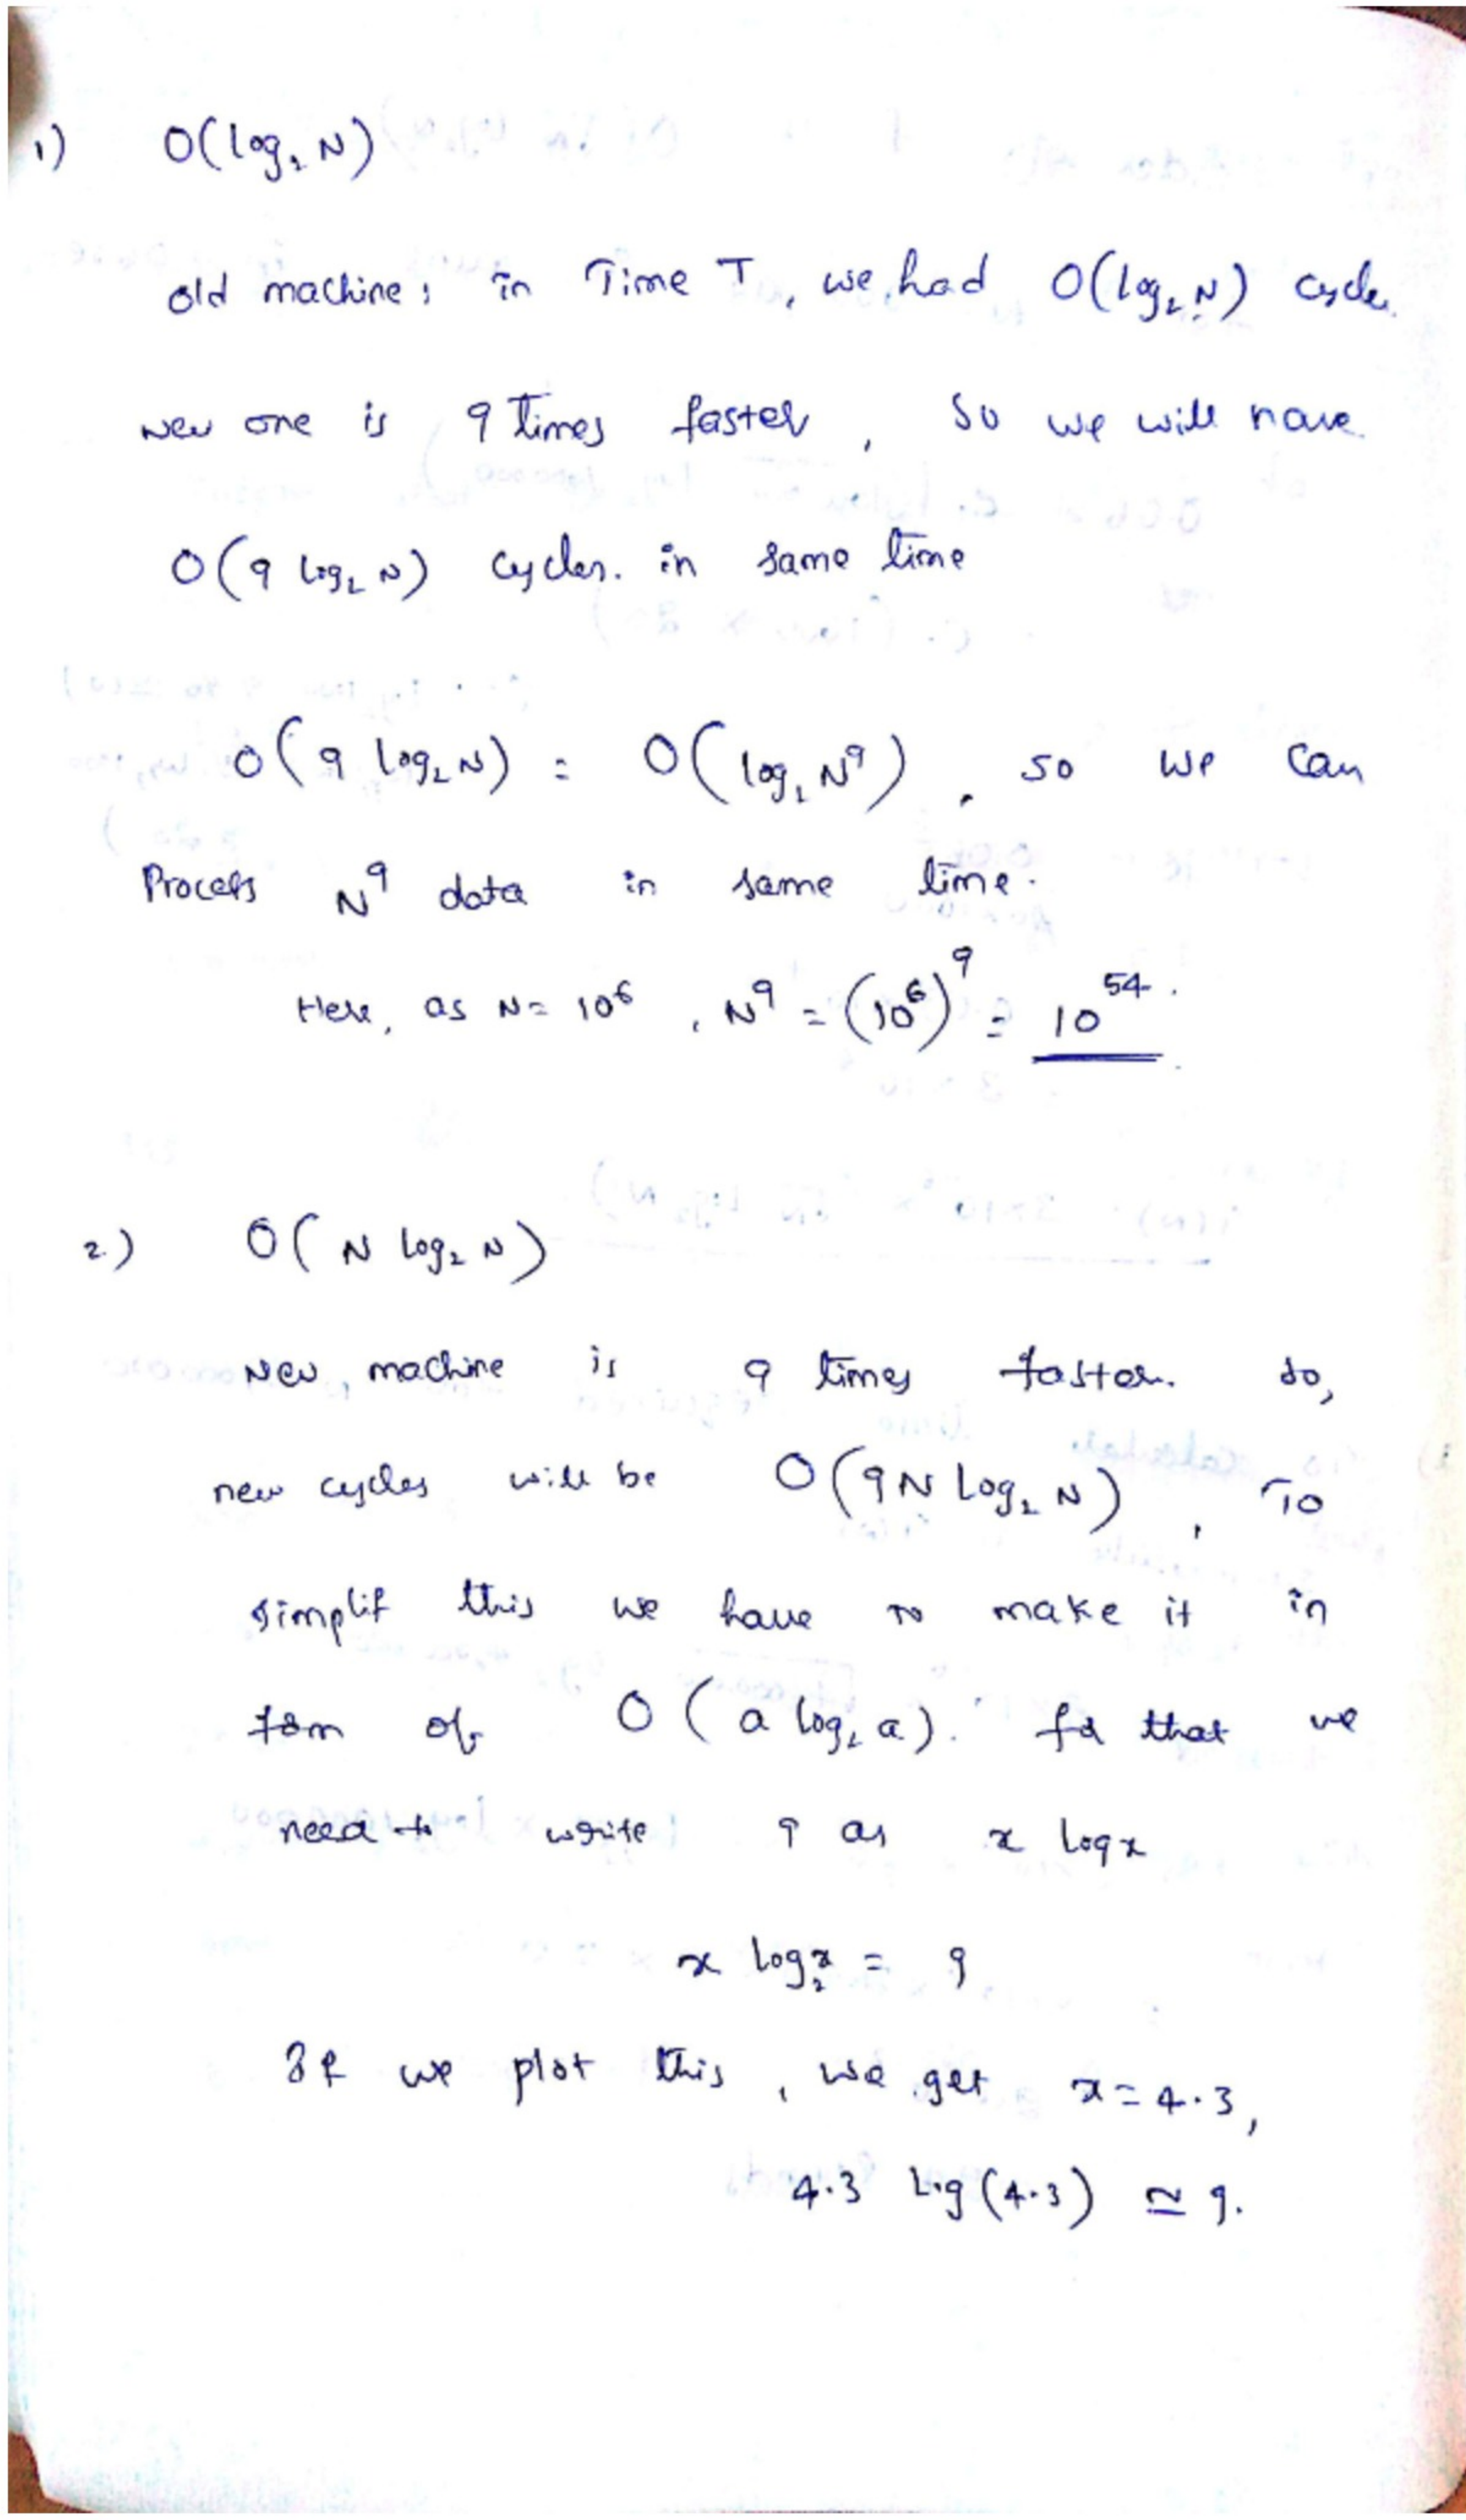 1) O(log₂ N)
old machine: in Time T, we had O(log₂ N) cycles.
New one is 9 times faster, so we will have
O(9 log₂ N) cycles. in same time
O(9 log₂ N) = O(log₂ N⁹), so we can
Process N⁹ data in same time.
Here, as N = 10⁶, N⁹ = (10⁶)⁹ = 10⁵⁴.
2.) O(N log₂ N)
New machine is 9 times faster. So,
new cycles will be O(9N log₂ N), To
simplif this we have to make it in
form of O(a log₂ a). for that we
need to write 9 as x log x
x log₂ x = 9
If we plot this, we get x = 4.3,
4.3 Log(4.3) ≅ 9.